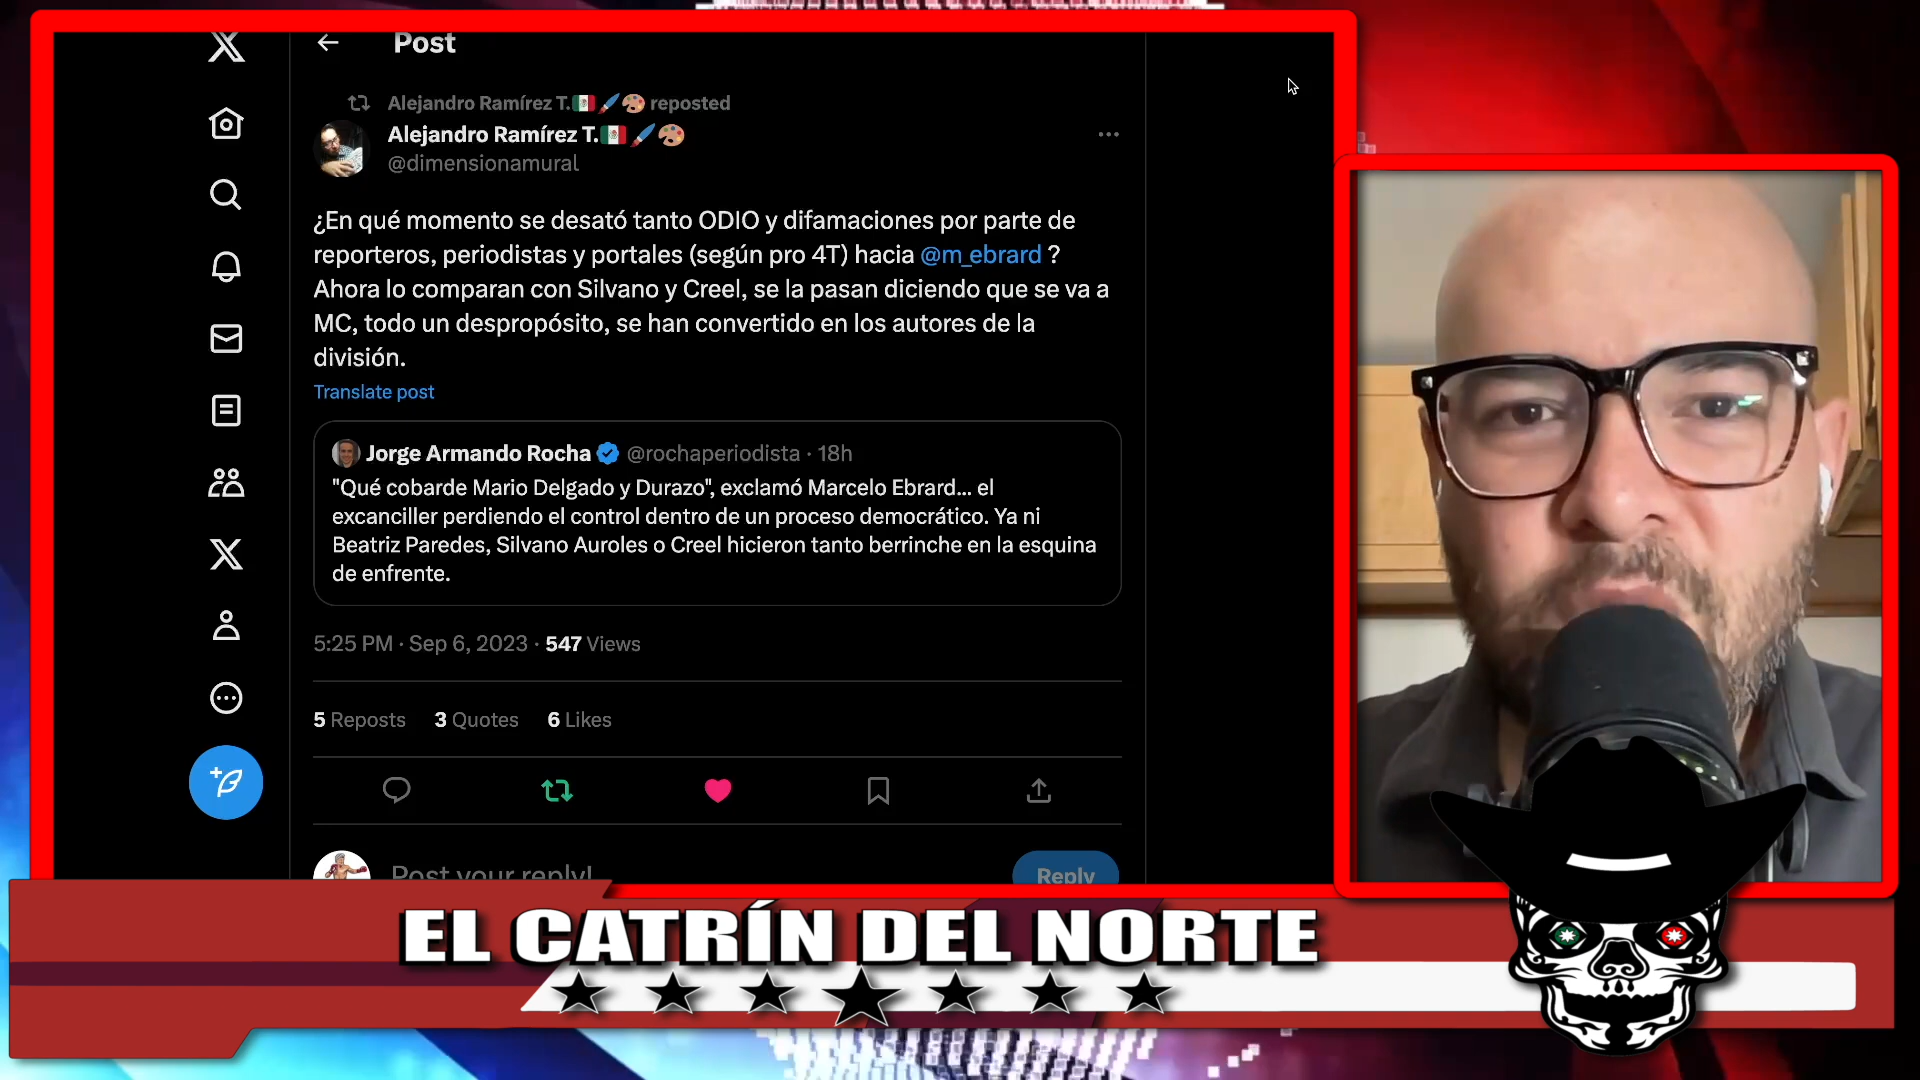 Post
Alejandro Ramírez T.🇲🇽🖌️🎨 reposted
Alejandro Ramírez T.🇲🇽🖌️🎨
@dimensionamural
¿En qué momento se desató tanto ODIO y difamaciones por parte de
reporteros, periodistas y portales (según pro 4T) hacia @m_ebrard ?
Ahora lo comparan con Silvano y Creel, se la pasan diciendo que se va a
MC, todo un despropósito, se han convertido en los autores de la
división.
Translate post
Jorge Armando Rocha @rochaperiodista · 18h
"Qué cobarde Mario Delgado y Durazo", exclamó Marcelo Ebrard... el
excanciller perdiendo el control dentro de un proceso democrático. Ya ni
Beatriz Paredes, Silvano Auroles o Creel hicieron tanto berrinche en la esquina
de enfrente.
5:25 PM · Sep 6, 2023 · 547 Views
5 Reposts 3 Quotes 6 Likes
Post your reply!
Reply
EL CATRÍN DEL NORTE